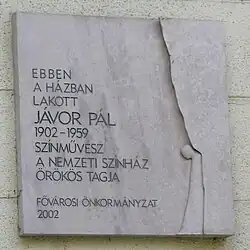 EBBEN
A HÁZBAN
LAKOTT
JÁVOR PÁL
1902-1959
SZÍNMŰVÉSZ
A NEMZETI SZÍNHÁZ
ÖRÖKÖS TAGJA
FŐVÁROSI ÖNKORMÁNYZAT
2002